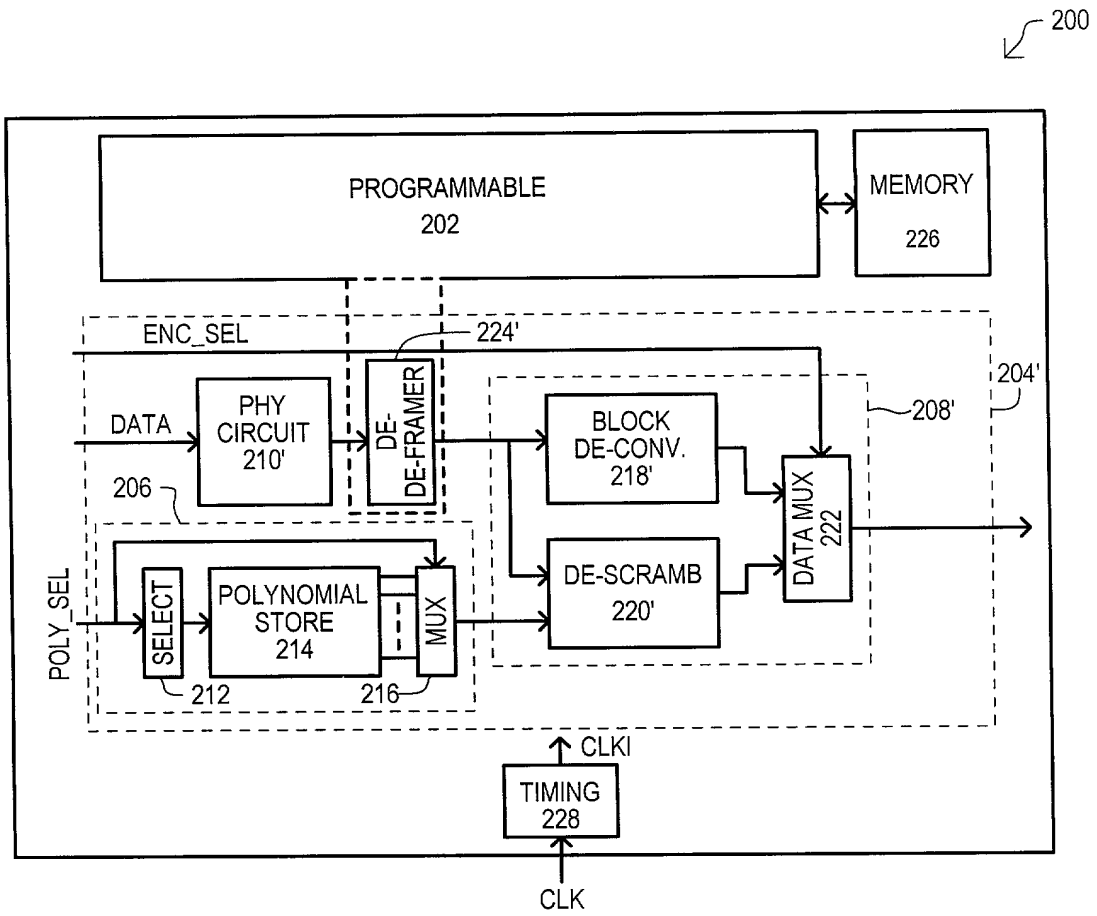 200
PROGRAMMABLE
202
MEMORY
226
ENC_SEL
224'
204'
208'
DATA
PHY
CIRCUIT
210'
DE-
DE-FRAMER
BLOCK
DE-CONV.
218'
206
DATA MUX
222
DE-SCRAMB
220'
POLY_SEL
SELECT
POLYNOMIAL
STORE
214
MUX
212
216
CLKI
TIMING
228
CLK